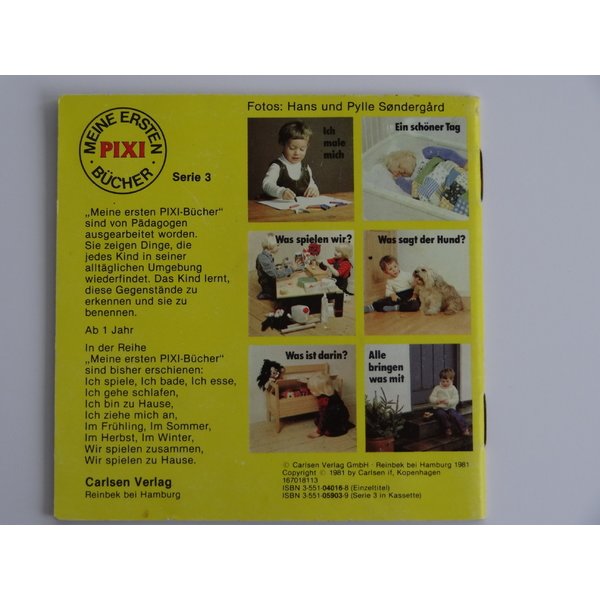 MEINE ERSTEN
PIXI
BÜCHER
Serie 3
„Meine ersten PIXI-Bücher“
sind von Pädagogen
ausgearbeitet worden.
Sie zeigen Dinge, die
jedes Kind in seiner
alltäglichen Umgebung
wiederfindet. Das Kind lernt,
diese Gegenstände zu
erkennen und sie zu
benennen.
Ab 1 Jahr
In der Reihe
„Meine ersten PIXI-Bücher“
sind bisher erschienen:
Ich spiele, Ich bade, Ich esse,
Ich gehe schlafen,
Ich bin zu Hause,
Ich ziehe mich an,
Im Frühling, Im Sommer,
Im Herbst, Im Winter,
Wir spielen zusammen,
Wir spielen zu Hause.
Carlsen Verlag
Reinbek bei Hamburg
Fotos: Hans und Pylle Søndergård
Ich
male
mich
Ein schöner Tag
Was spielen wir?
Was sagt der Hund?
Was ist darin?
Alle
bringen
was mit
© Carlsen Verlag GmbH · Reinbek bei Hamburg 1981
Copyright © 1981 by Carlsen if, Kopenhagen
167018113
ISBN 3-551-04016-8 (Einzeltitel)
ISBN 3-551-05903-9 (Serie 3 in Kassette)